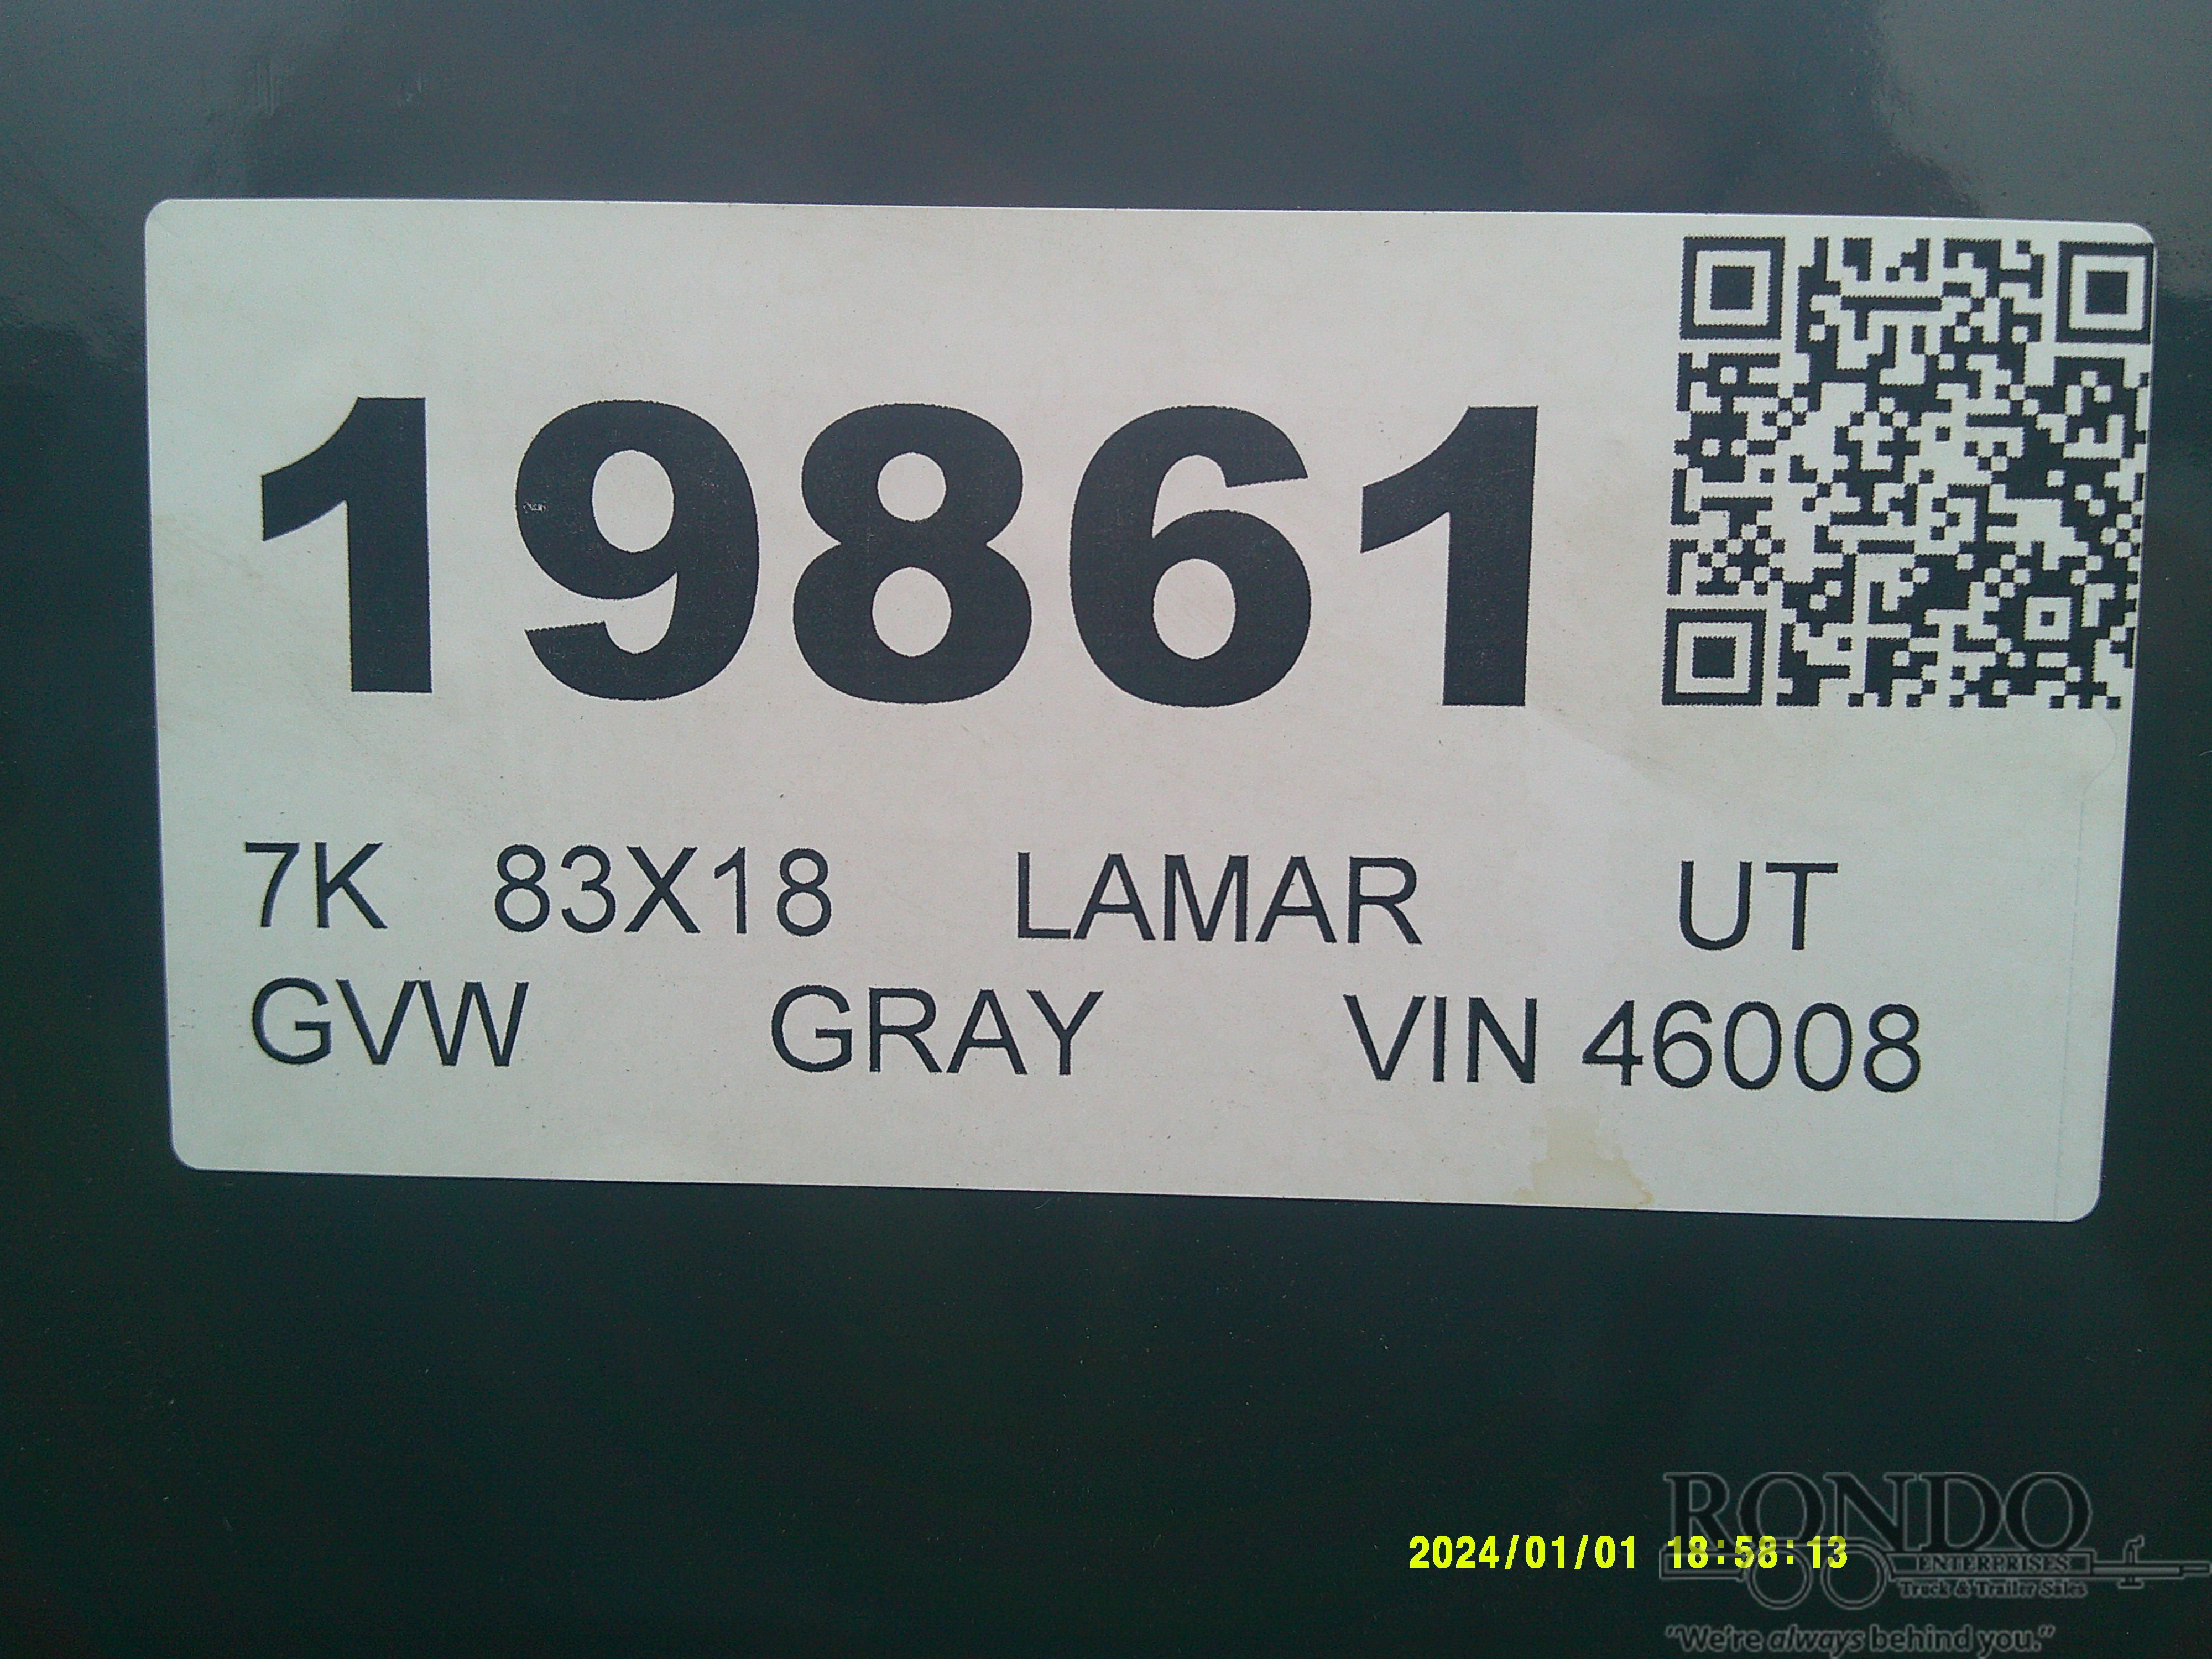 19861
7K 83X18 LAMAR UT
GVW GRAY VIN 46008
2024/01/01 18:58:13
RONDO
ENTERPRISES
Truck & Trailer Sales
"We're always behind you."